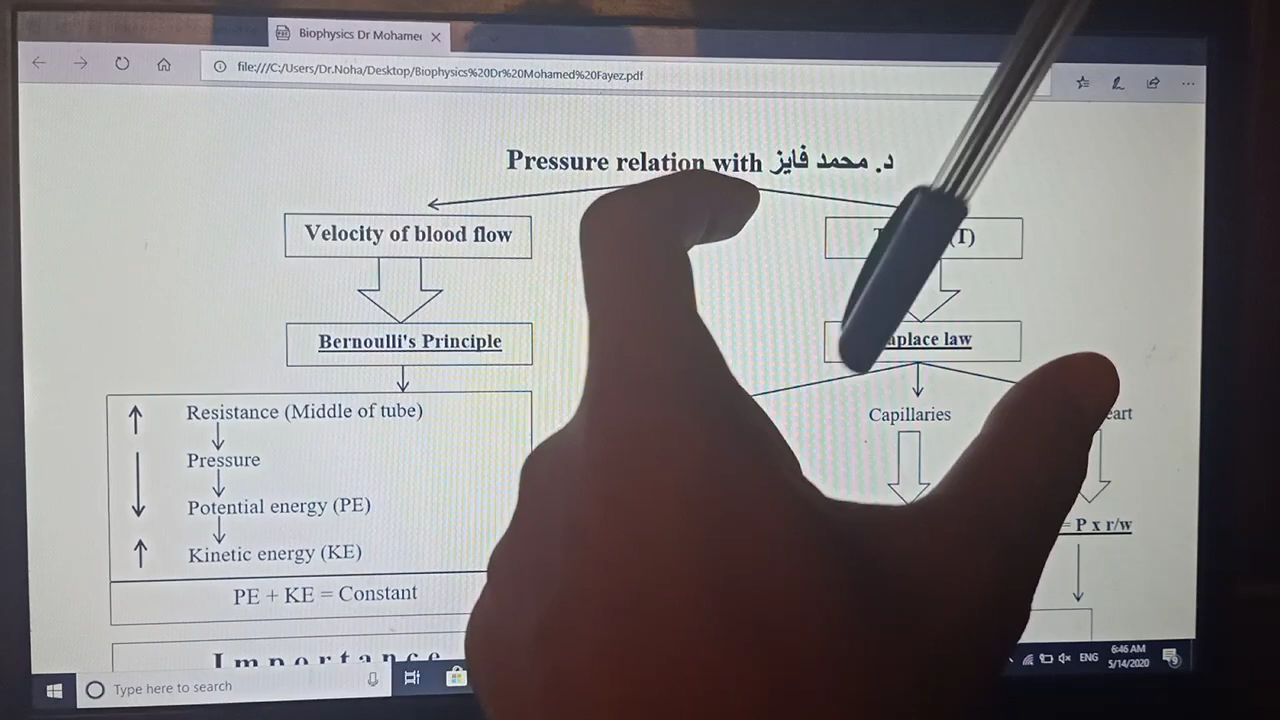 Biophysics Dr Mohame
file:///C:/Users/Dr.Noha/Desktop/Biophysics%20Dr%20Mohamed%20Fayez.pdf
Pressure relation with د. محمد فايز
Velocity of blood flow
(T)
Bernoulli's Principle
aplace law
Resistance (Middle of tube)
Pressure
Potential energy (PE)
Kinetic energy (KE)
PE + KE = Constant
Capillaries
eart
= P x r/w
Importance
Type here to search
ENG
6:46 AM
5/14/2020